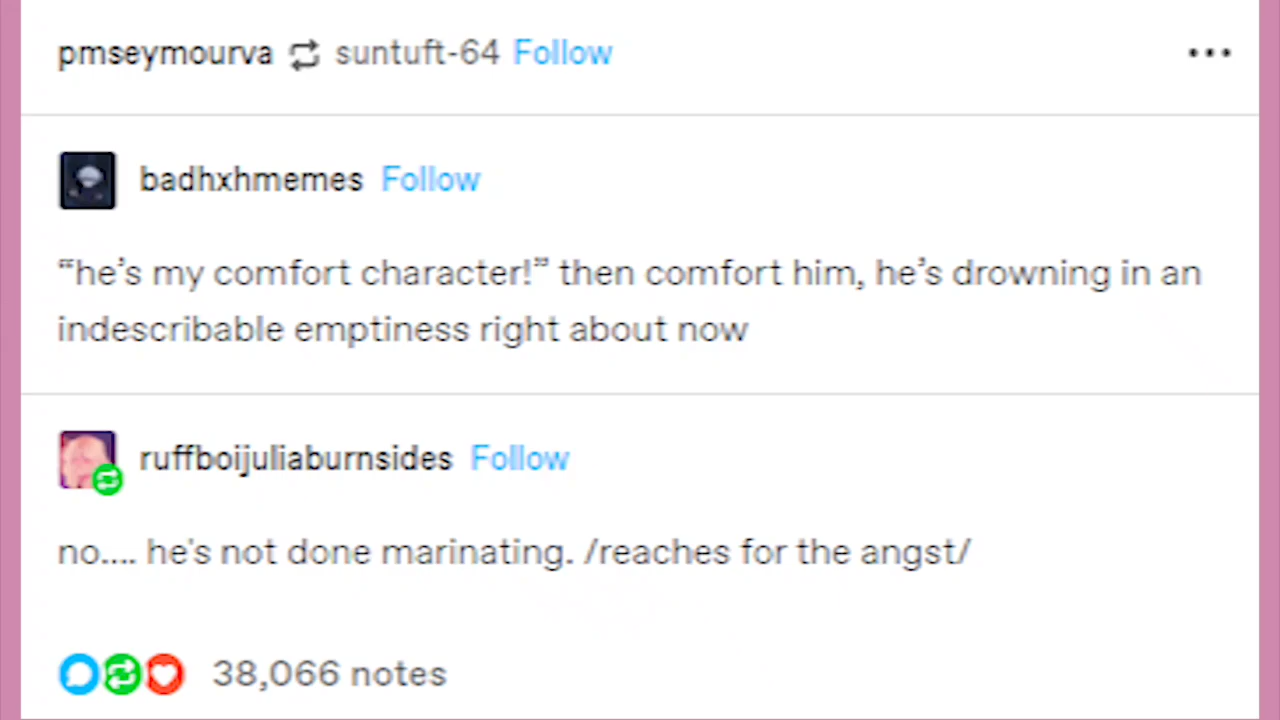 pmseymourva suntuft-64 Follow
badhxhmemes Follow
“he’s my comfort character!” then comfort him, he’s drowning in an
indescribable emptiness right about now
ruffboijuliaburnsides Follow
no.... he's not done marinating. /reaches for the angst/
38,066 notes